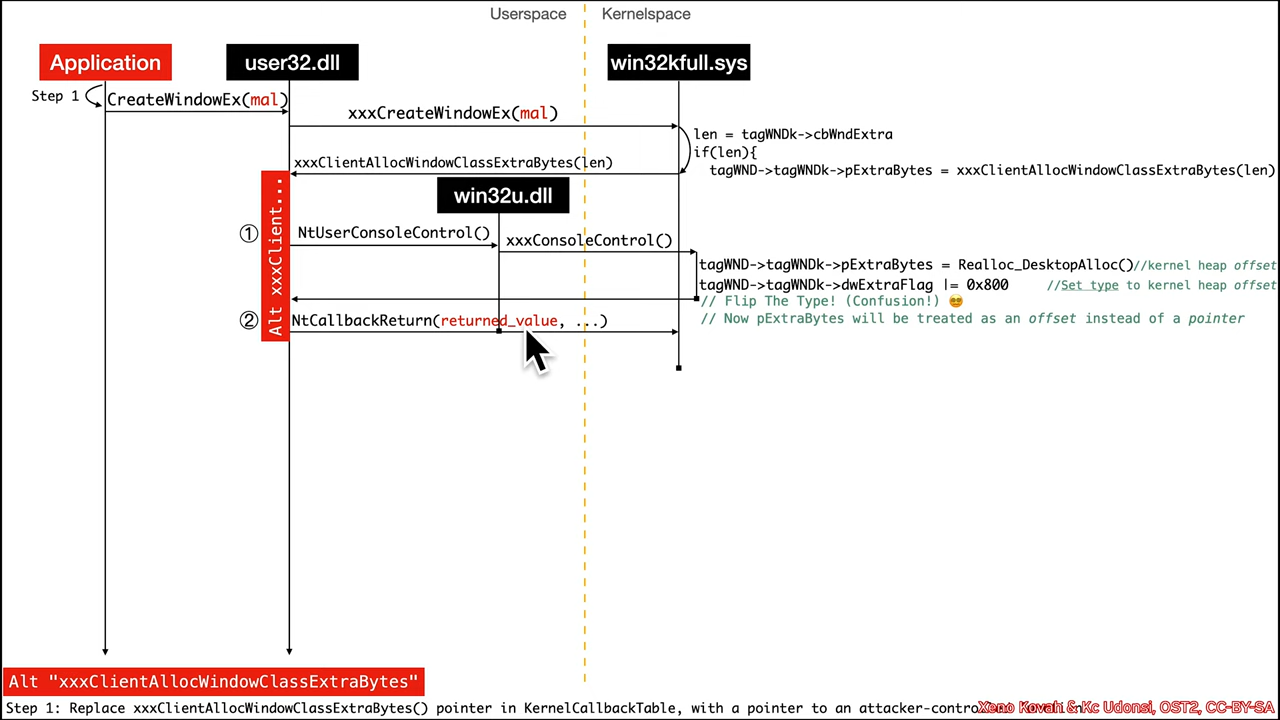 Userspace
Kernelspace
Application
user32.dll
win32kfull.sys
Step 1
CreateWindowEx(mal)
xxxCreateWindowEx(mal)
len = tagWNDk->cbWndExtra
if(len){
tagWND->tagWNDk->pExtraBytes = xxxClientAllocWindowClassExtraBytes(len)
xxxClientAllocWindowClassExtraBytes(len)
win32u.dll
Alt xxxClient...
① NtUserConsoleControl()
xxxConsoleControl()
tagWND->tagWNDk->pExtraBytes = Realloc_DesktopAlloc()//kernel heap offset
tagWND->tagWNDk->dwExtraFlag |= 0x800 //Set type to kernel heap offset
// Flip The Type! (Confusion!) 😵‍💫
② NtCallbackReturn(returned_value, ...)
// Now pExtraBytes will be treated as an offset instead of a pointer
Alt "xxxClientAllocWindowClassExtraBytes"
Step 1: Replace xxxClientAllocWindowClassExtraBytes() pointer in KernelCallbackTable, with a pointer to an attacker-contro
Xeno Kovah & Kc Udonsi, OST2, CC-BY-SA